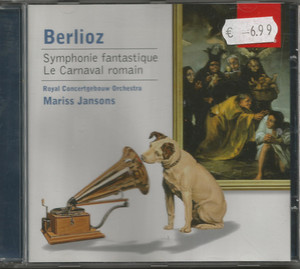 Berlioz
€ -6.99
Symphonie fantastique
Le Carnaval romain
Royal Concertgebouw Orchestra
Mariss Jansons